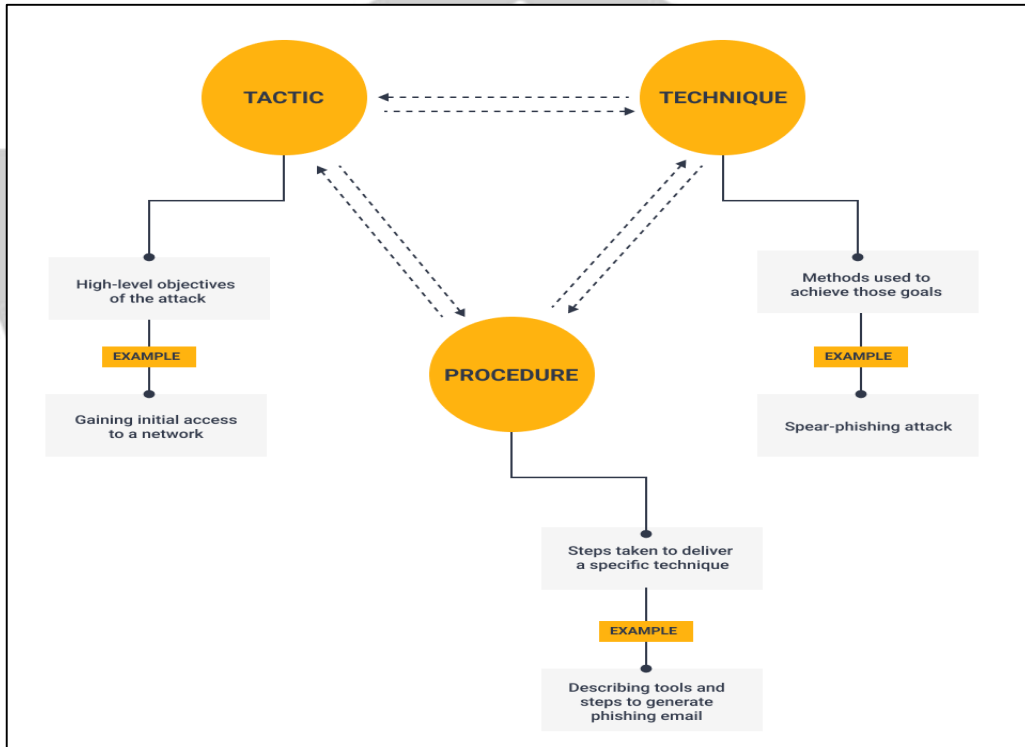 TACTIC
TECHNIQUE
High-level objectives
of the attack
EXAMPLE
Gaining initial access
to a network
Methods used to
achieve those goals
EXAMPLE
Spear-phishing attack
PROCEDURE
Steps taken to deliver
a specific technique
EXAMPLE
Describing tools and
steps to generate
phishing email